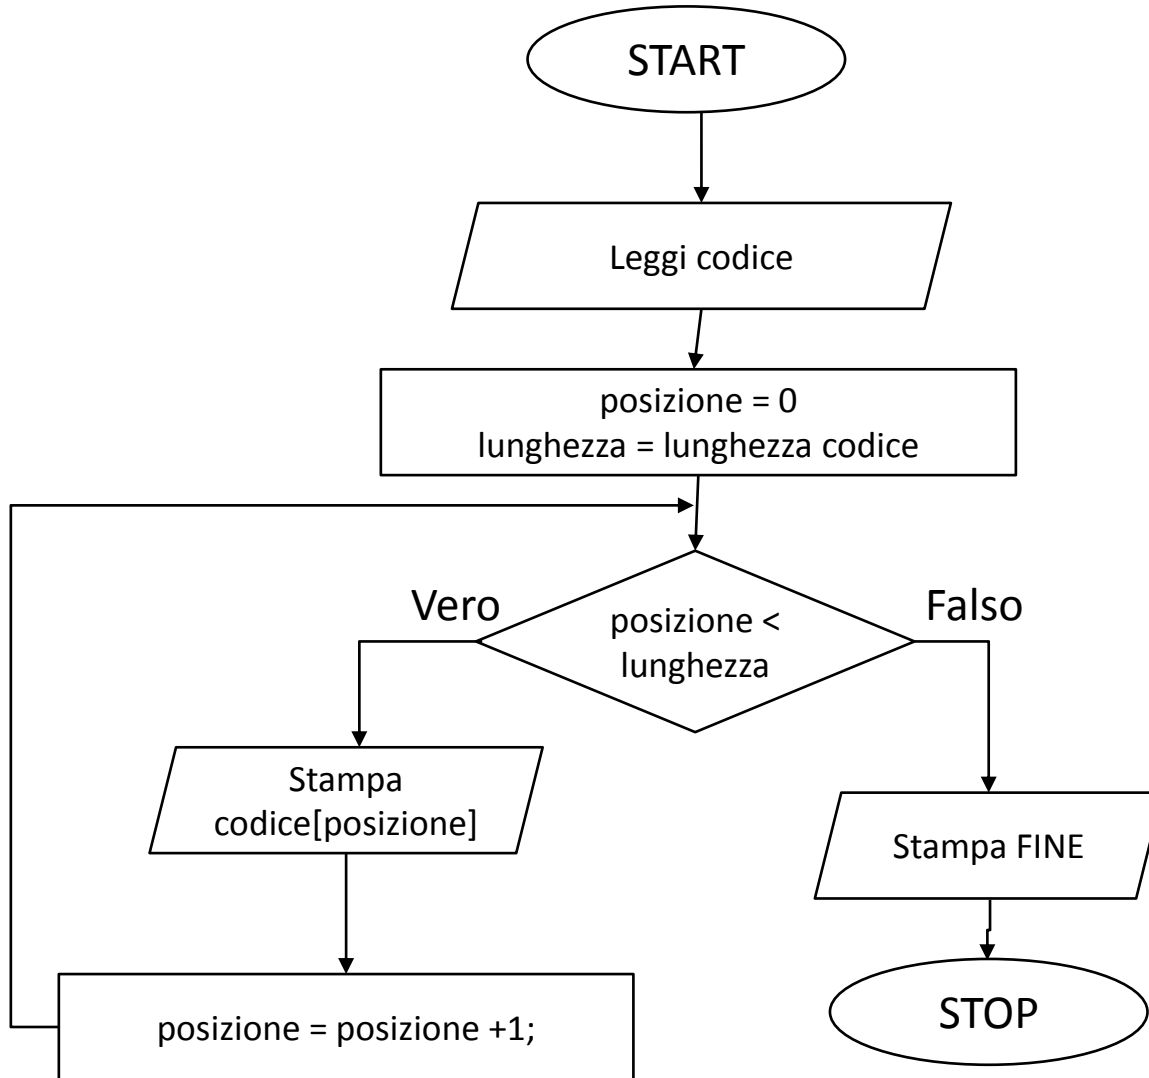 START
Leggi codice
posizione = 0
lunghezza = lunghezza codice
Vero
Falso
posizione <
lunghezza
Stampa
codice[posizione]
Stampa FINE
posizione = posizione +1;
STOP